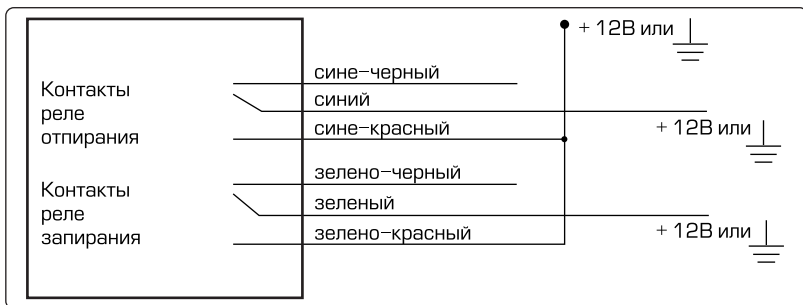 + 12В или
сине-черный
Контакты
реле
отпирания
синий
сине-красный
+ 12В или
зелено-черный
Контакты
реле
запирания
зеленый
зелено-красный
+ 12В или